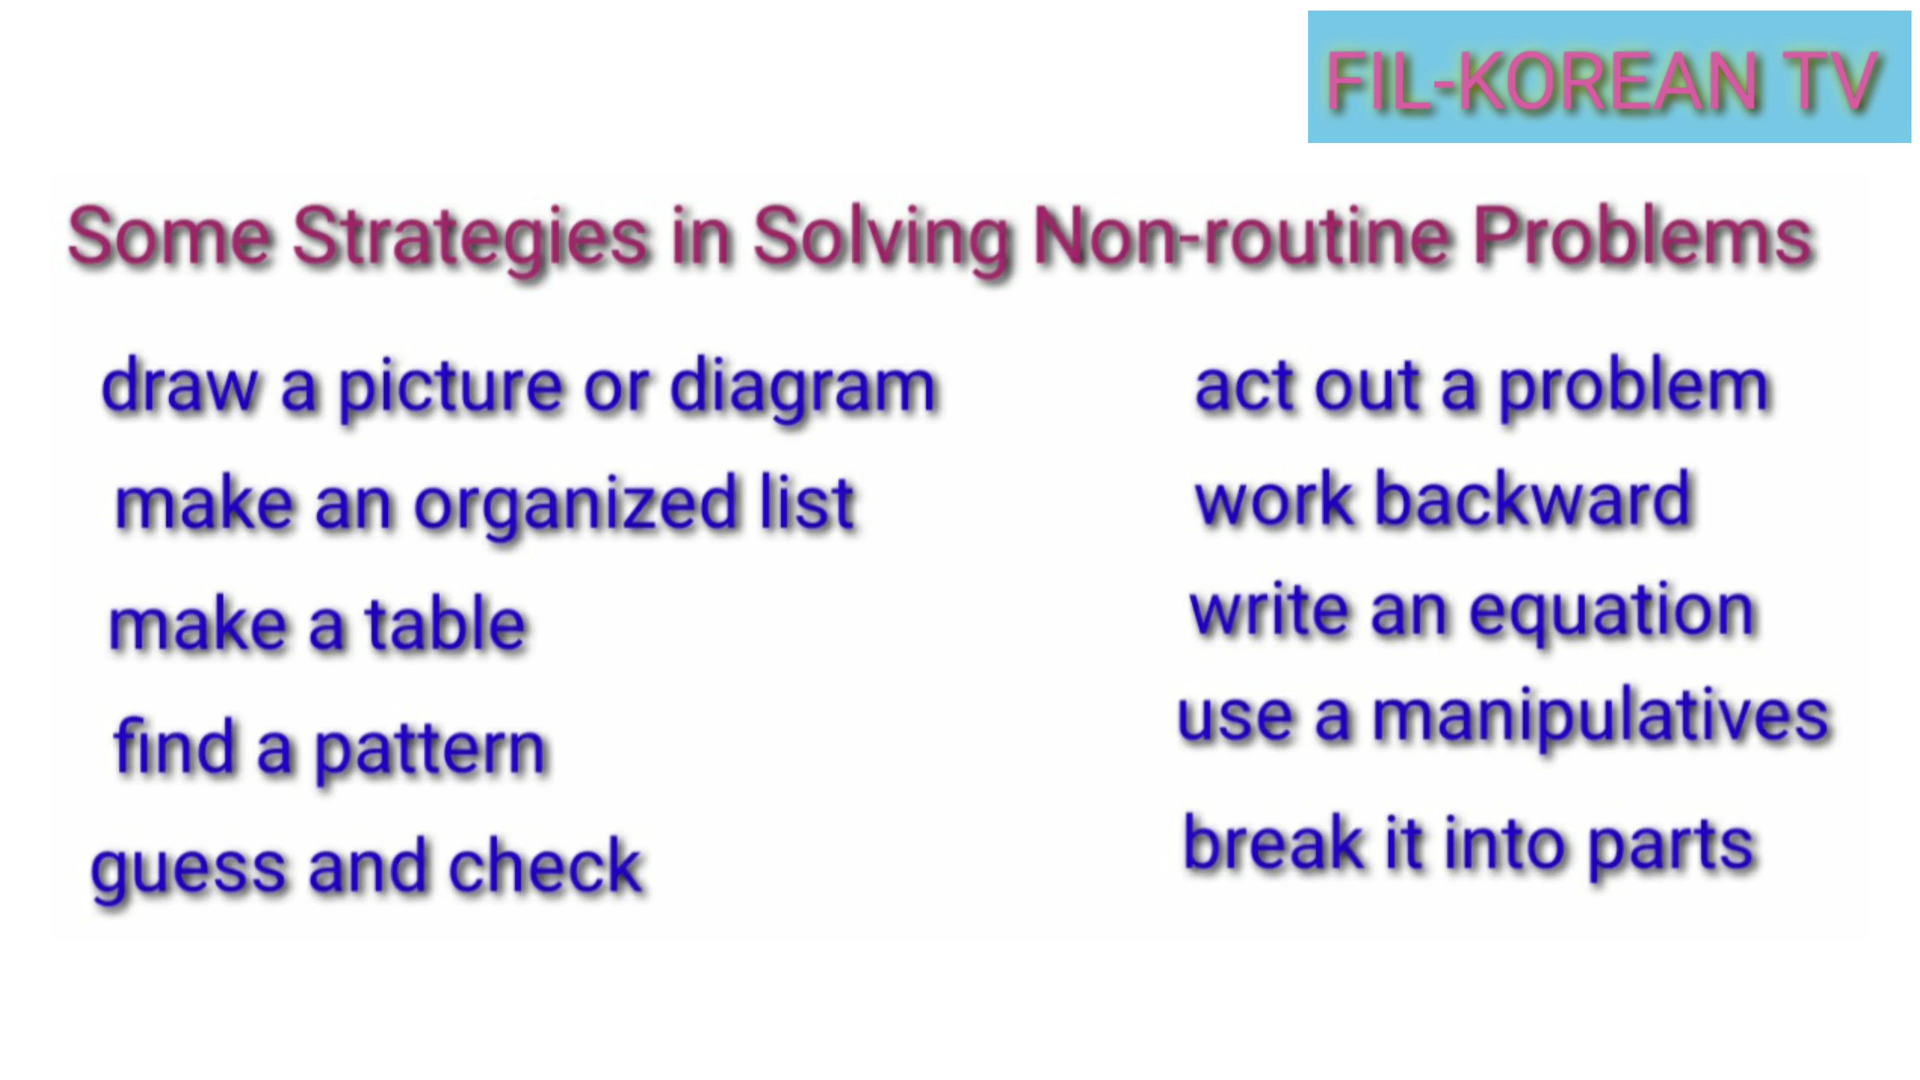 FIL-KOREAN TV
Some Strategies in Solving Non-routine Problems
draw a picture or diagram
make an organized list
make a table
find a pattern
guess and check
act out a problem
work backward
write an equation
use a manipulatives
break it into parts